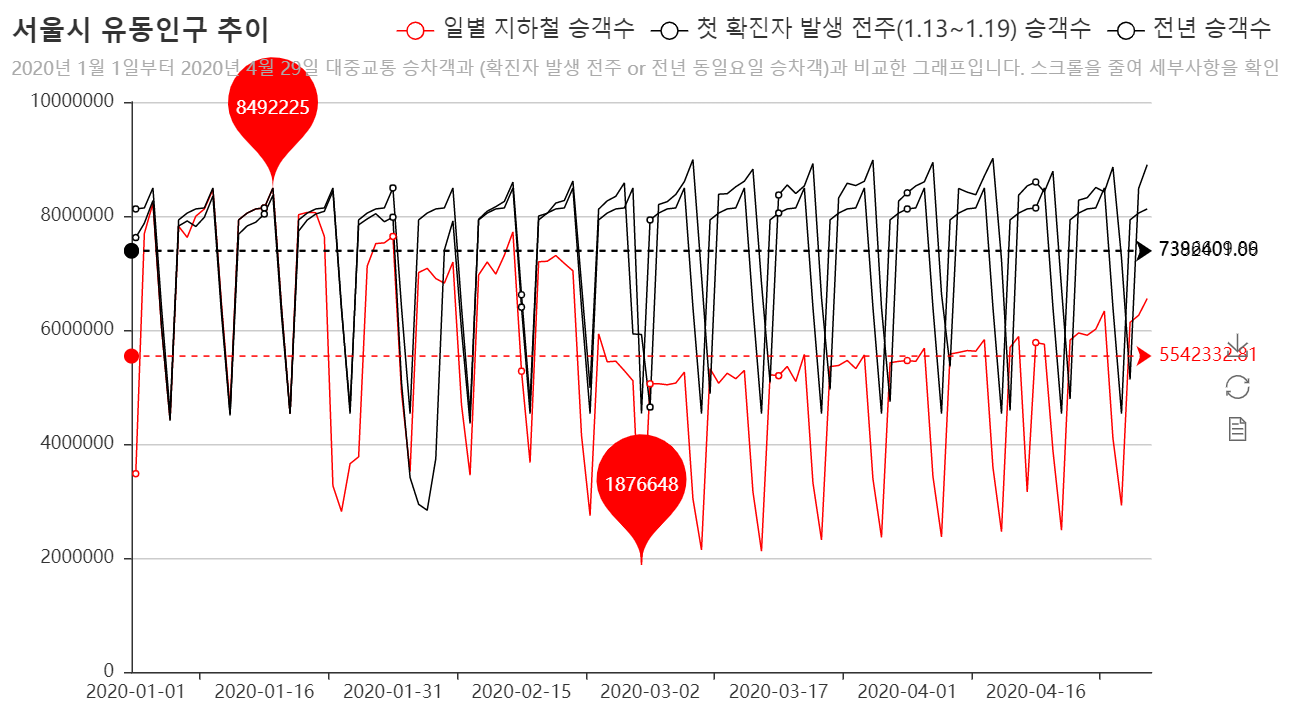 서울시 유동인구 추이
일별 지하철 승객수 첫 확진자 발생 전주(1.13~1.19) 승객수 전년 승객수
2020년 1월 1일부터 2020년 4월 29일 대중교통 승차객과 (확진자 발생 전주 or 전년 동일요일 승차객)과 비교한 그래프입니다. 스크롤을 줄여 세부사항을 확인
10000000
8492225
8000000
6000000
5542332.81
4000000
1876648
2000000
0
2020-01-01 2020-01-16 2020-01-31 2020-02-15 2020-03-02 2020-03-17 2020-04-01 2020-04-16